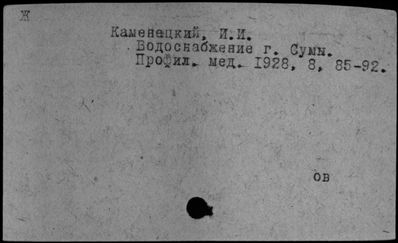 Ж
Каменецкий, И.И.
Водоснабжение г. Сумы.
Профил. мед. 1928, 8, 85-92.
ов